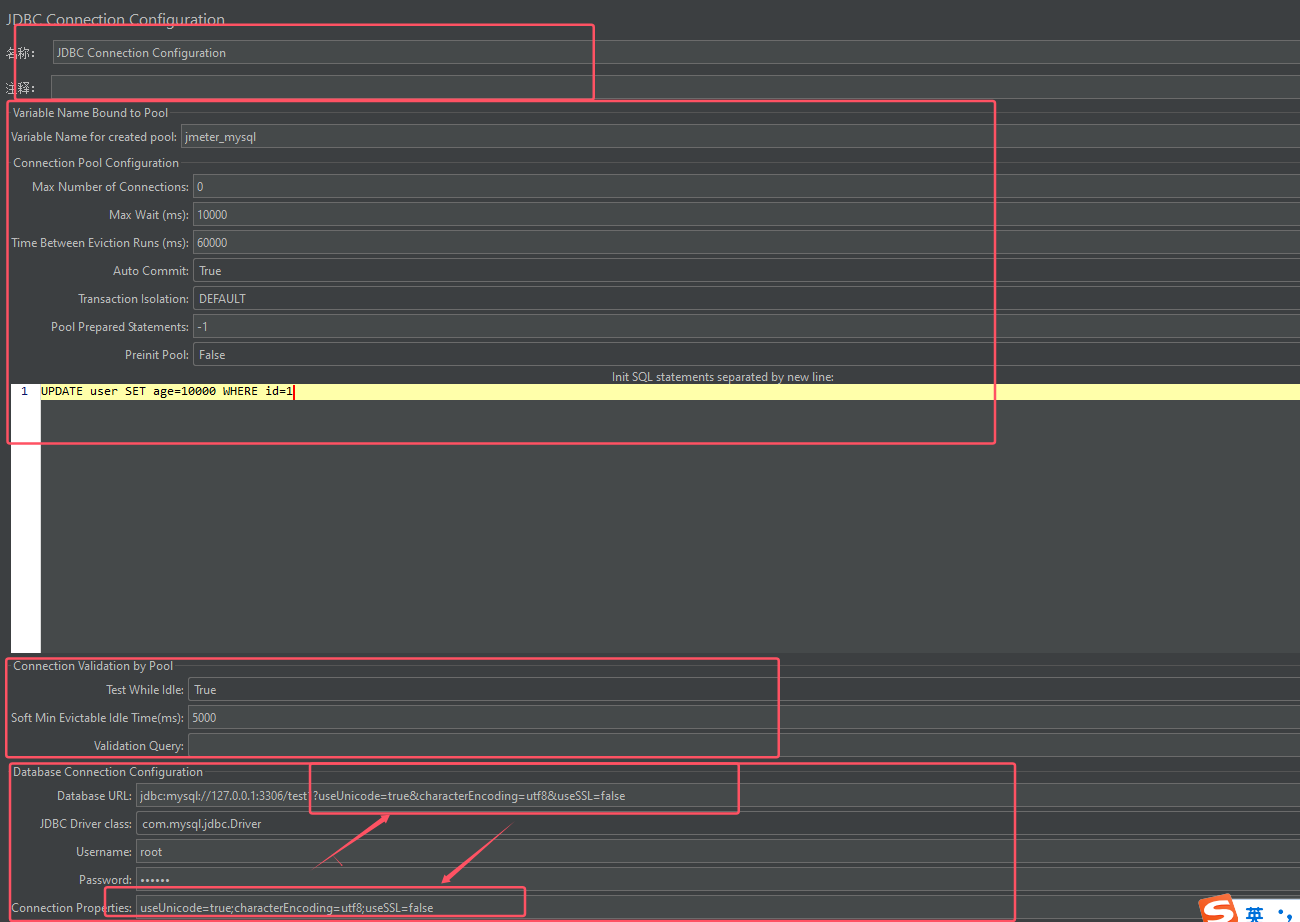 JDBC Connection Configuration
名称: JDBC Connection Configuration
注释:
Variable Name Bound to Pool
Variable Name for created pool: jmeter_mysql
Connection Pool Configuration
Max Number of Connections: 0
Max Wait (ms): 10000
Time Between Eviction Runs (ms): 60000
Auto Commit: True
Transaction Isolation: DEFAULT
Pool Prepared Statements: -1
Preinit Pool: False
Init SQL statements separated by new line:
1 UPDATE user SET age=10000 WHERE id=1
Connection Validation by Pool
Test While Idle: True
Soft Min Evictable Idle Time(ms): 5000
Validation Query:
Database Connection Configuration
Database URL: jdbc:mysql://127.0.0.1:3306/test1?useUnicode=true&characterEncoding=utf8&useSSL=false
JDBC Driver class: com.mysql.jdbc.Driver
Username: root
Password: ••••••
Connection Properties: useUnicode=true;characterEncoding=utf8;useSSL=false
S 英